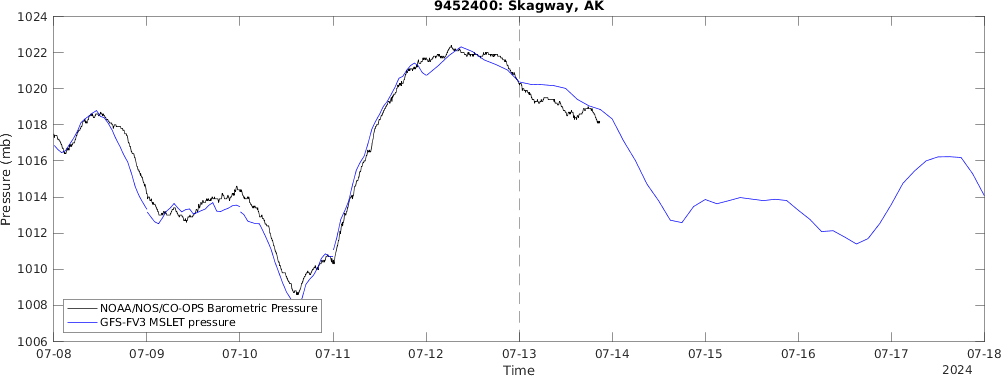 9452400: Skagway, AK
1024
1022
1020
1018
1016
1014
1012
1010
1008
1006
Pressure (mb)
NOAA/NOS/CO-OPS Barometric Pressure
GFS-FV3 MSLET pressure
07-08 07-09 07-10 07-11 07-12 07-13 07-14 07-15 07-16 07-17 07-18
Time
2024